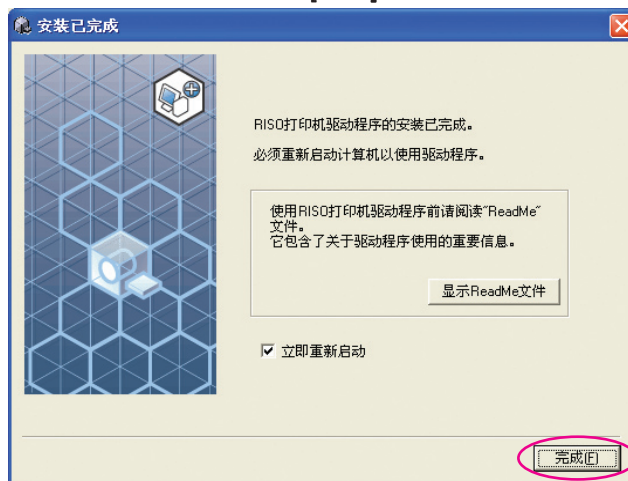 安装已完成
RISO打印机驱动程序的安装已完成。
必须重新启动计算机以使用驱动程序。
使用RISO打印机驱动程序前请阅读"ReadMe"
文件。
它包含了关于驱动程序使用的重要信息。
显示ReadMe文件
立即重新启动
完成(F)